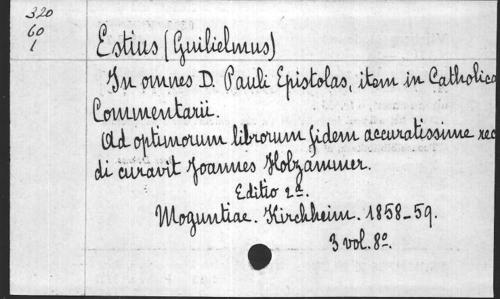 320
60
1
Estius (Guilielmus)
In omnes D. Pauli Epistolas, item in Catholica
Commentarii.
Ad optimorum librorum fidem accuratissime rec
di curavit Joannes Holzammer.
Editio 2a.
Moguntiae. Kirchheim. 1858-59.
3 vol. 8o.